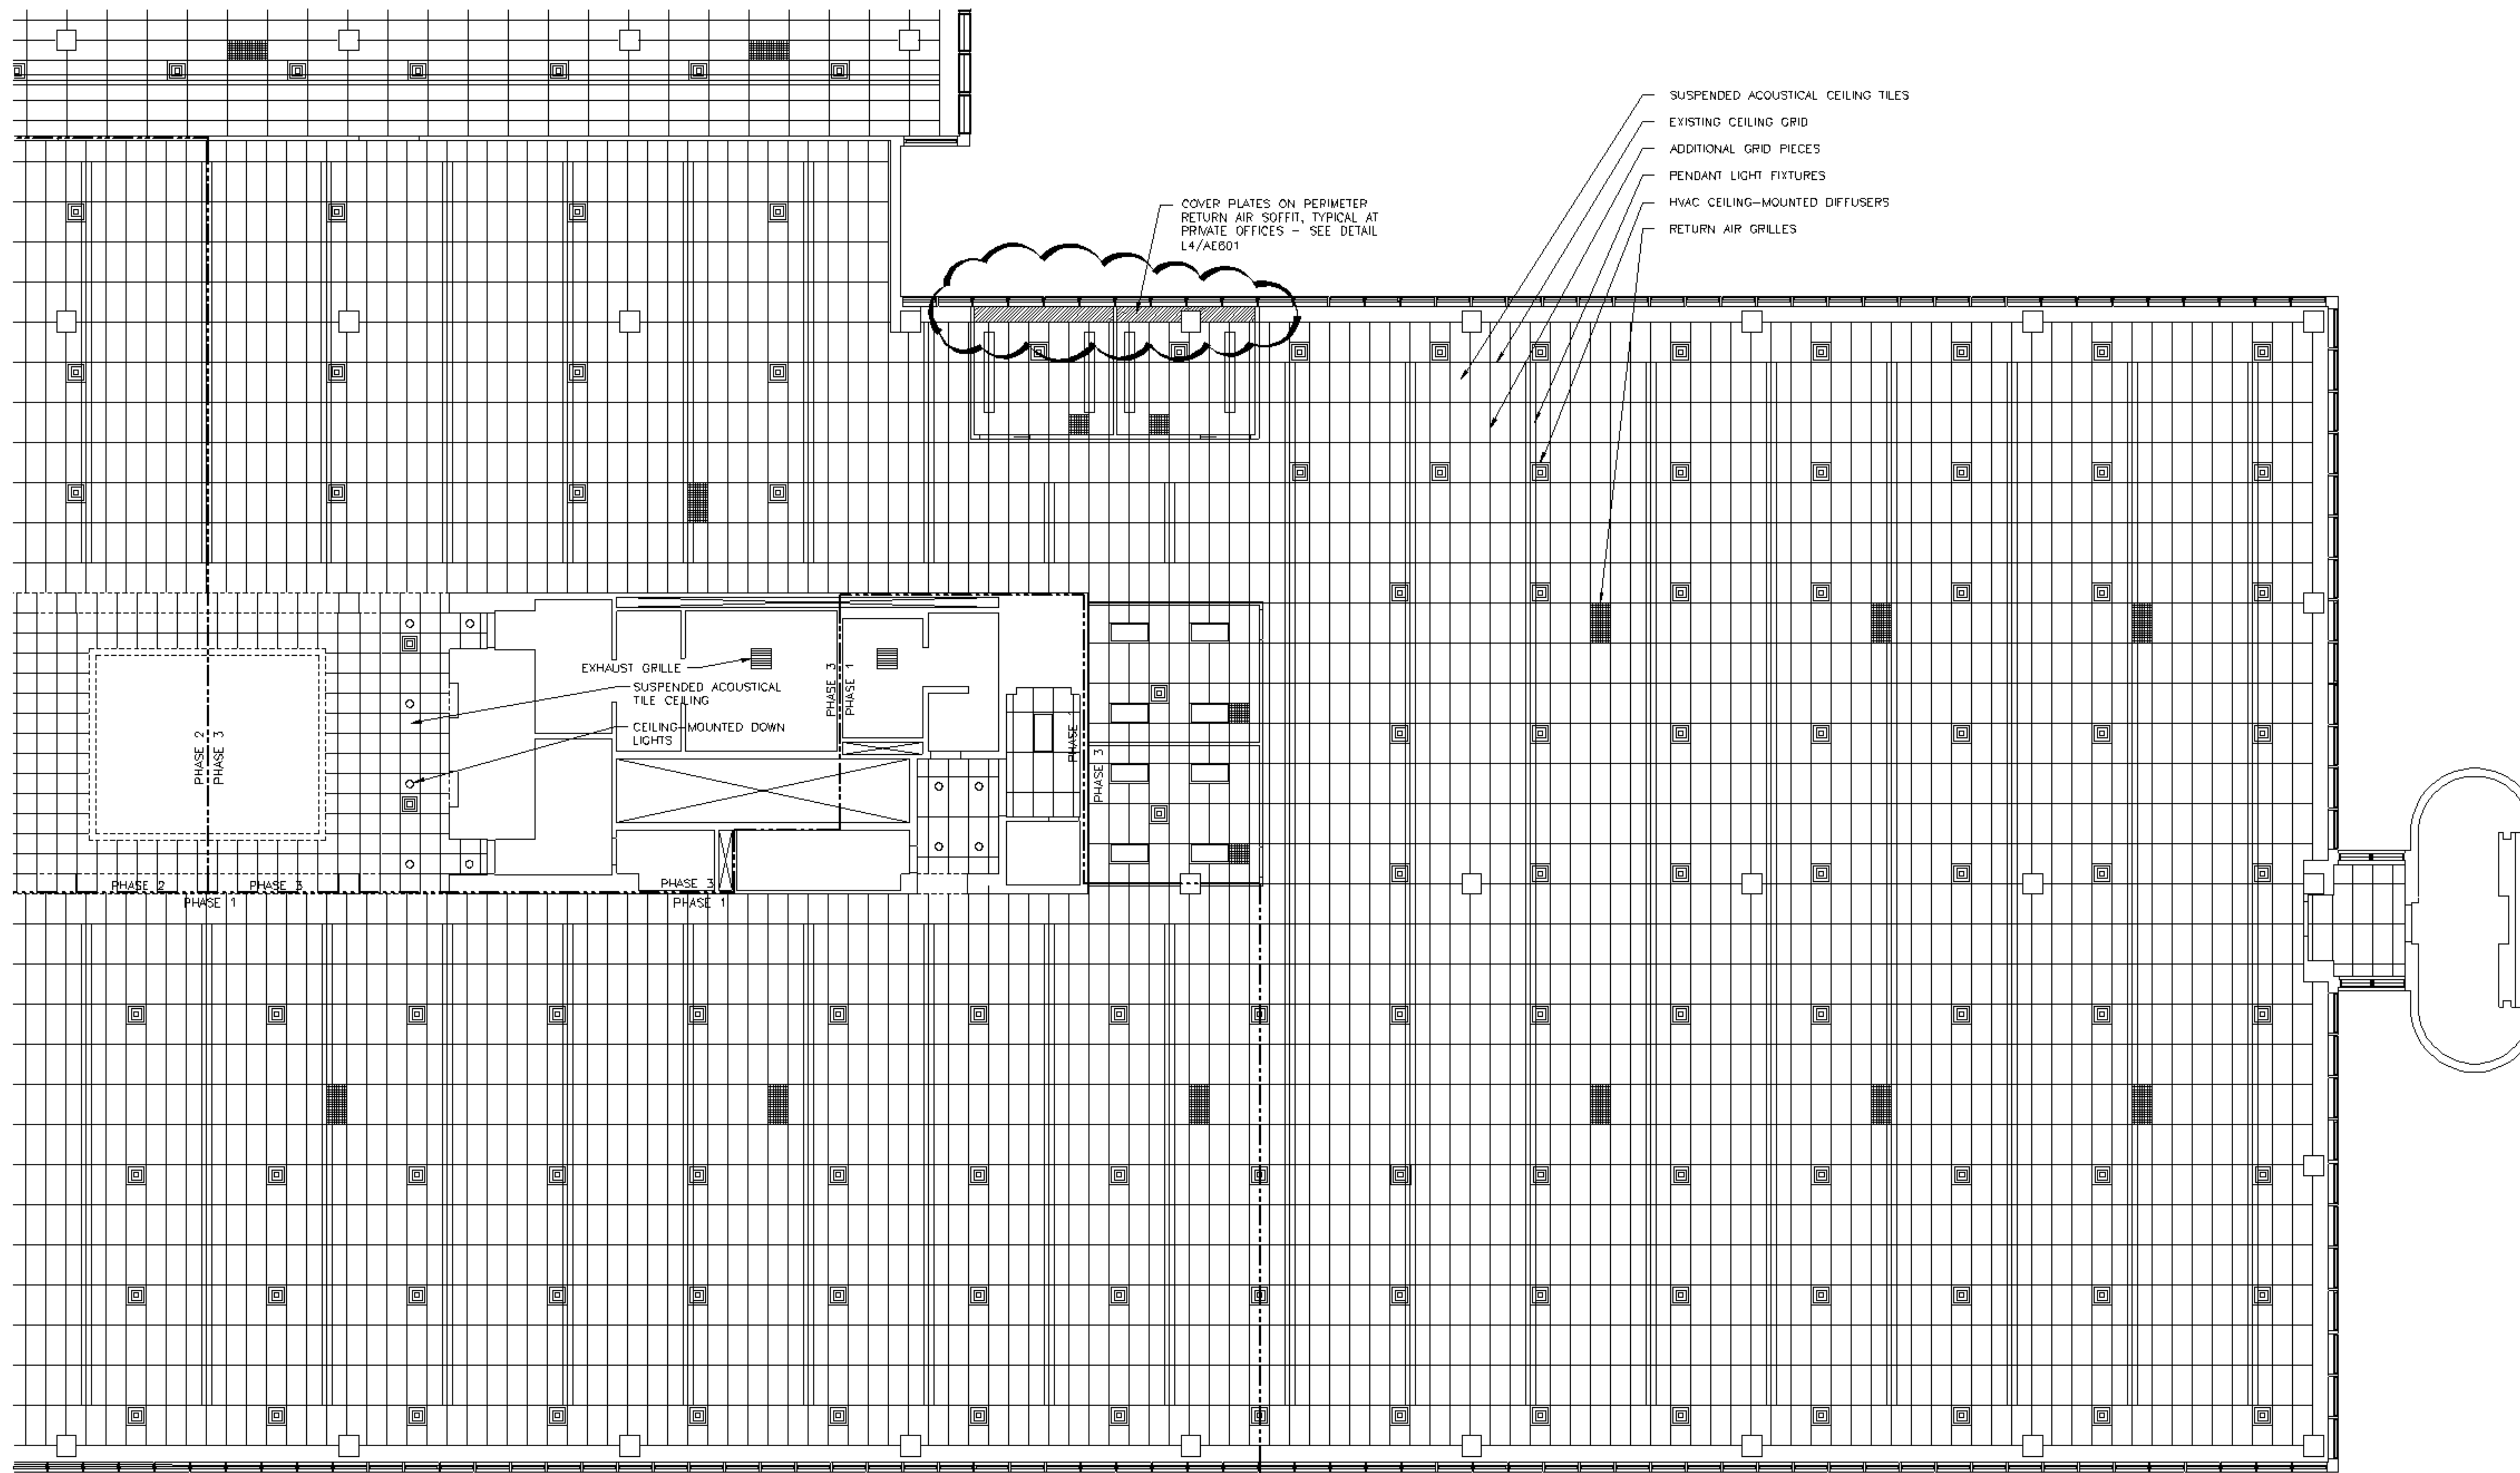 SUSPENDED ACOUSTICAL CEILING TILES
EXISTING CEILING GRID
ADDITIONAL GRID PIECES
PENDANT LIGHT FIXTURES
HVAC CEILING-MOUNTED DIFFUSERS
RETURN AIR GRILLES
COVER PLATES ON PERIMETER
RETURN AIR SOFFIT, TYPICAL AT
PRIVATE OFFICES - SEE DETAIL
L4/AE601
EXHAUST GRILLE
SUSPENDED ACOUSTICAL
TILE CEILING
CEILING-MOUNTED DOWN
LIGHTS
PHASE 3
PHASE 1
PHASE 2
PHASE 3
PHASE
PHASE 3
PHASE 2
PHASE 3
PHASE 1
PHASE 3
PHASE 1